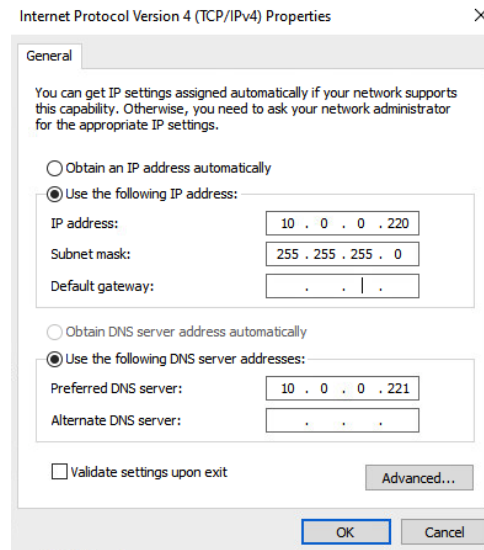 Internet Protocol Version 4 (TCP/IPv4) Properties
General
You can get IP settings assigned automatically if your network supports
this capability. Otherwise, you need to ask your network administrator
for the appropriate IP settings.
Obtain an IP address automatically
Use the following IP address:
IP address: 10 . 0 . 0 . 220
Subnet mask: 255 . 255 . 255 . 0
Default gateway: . . .
Obtain DNS server address automatically
Use the following DNS server addresses:
Preferred DNS server: 10 . 0 . 0 . 221
Alternate DNS server: . . .
Validate settings upon exit
Advanced...
OK Cancel